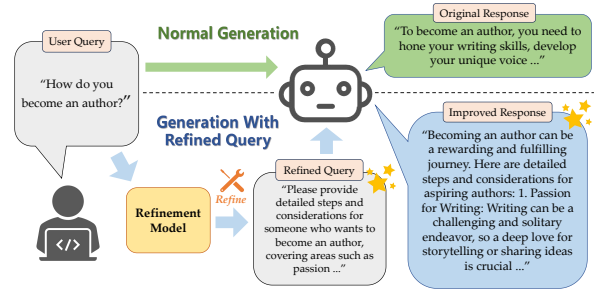 User Query
"How do you
become an author?"
Normal Generation
Original Response
"To become an author, you need to
hone your writing skills, develop
your unique voice ..."
Generation With
Refined Query
Improved Response
"Becoming an author can be
a rewarding and fulfilling
journey. Here are detailed
steps and considerations for
aspiring authors: 1. Passion
for Writing: Writing can be a
challenging and solitary
endeavor, so a deep love for
storytelling or sharing ideas
is crucial ..."
Refine
Refinement
Model
Refined Query
"Please provide
detailed steps and
considerations for
someone who wants to
become an author,
covering areas such as
passion ..."
</>